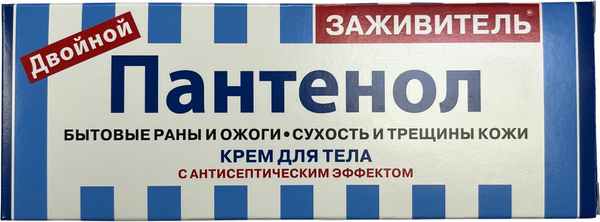 Двойной
ЗАЖИВИТЕЛЬ®
Пантенол
БЫТОВЫЕ РАНЫ И ОЖОГИ • СУХОСТЬ И ТРЕЩИНЫ КОЖИ
КРЕМ ДЛЯ ТЕЛА
С АНТИСЕПТИЧЕСКИМ ЭФФЕКТОМ